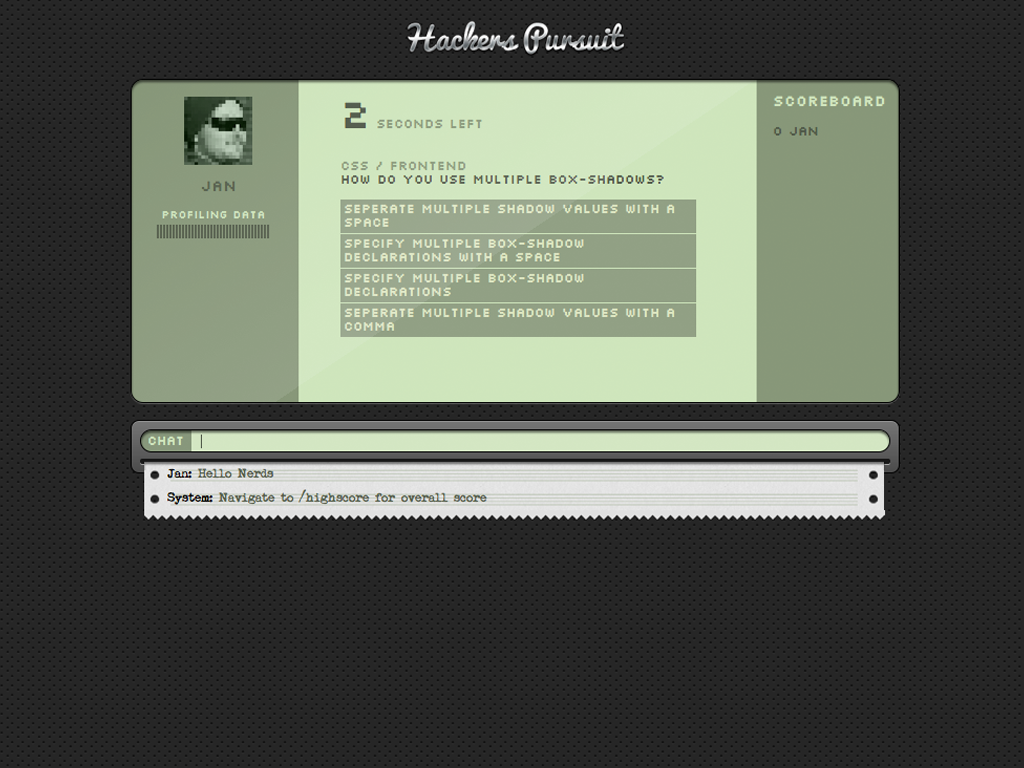 Hackers Pursuit
JAN
PROFILING DATA
2 SECONDS LEFT
CSS / FRONTEND
HOW DO YOU USE MULTIPLE BOX-SHADOWS?
SEPERATE MULTIPLE SHADOW VALUES WITH A
SPACE
SPECIFY MULTIPLE BOX-SHADOW
DECLARATIONS WITH A SPACE
SPECIFY MULTIPLE BOX-SHADOW
DECLARATIONS
SEPERATE MULTIPLE SHADOW VALUES WITH A
COMMA
SCOREBOARD
0 JAN
CHAT
Jan: Hello Nerds
System: Navigate to /highscore for overall score